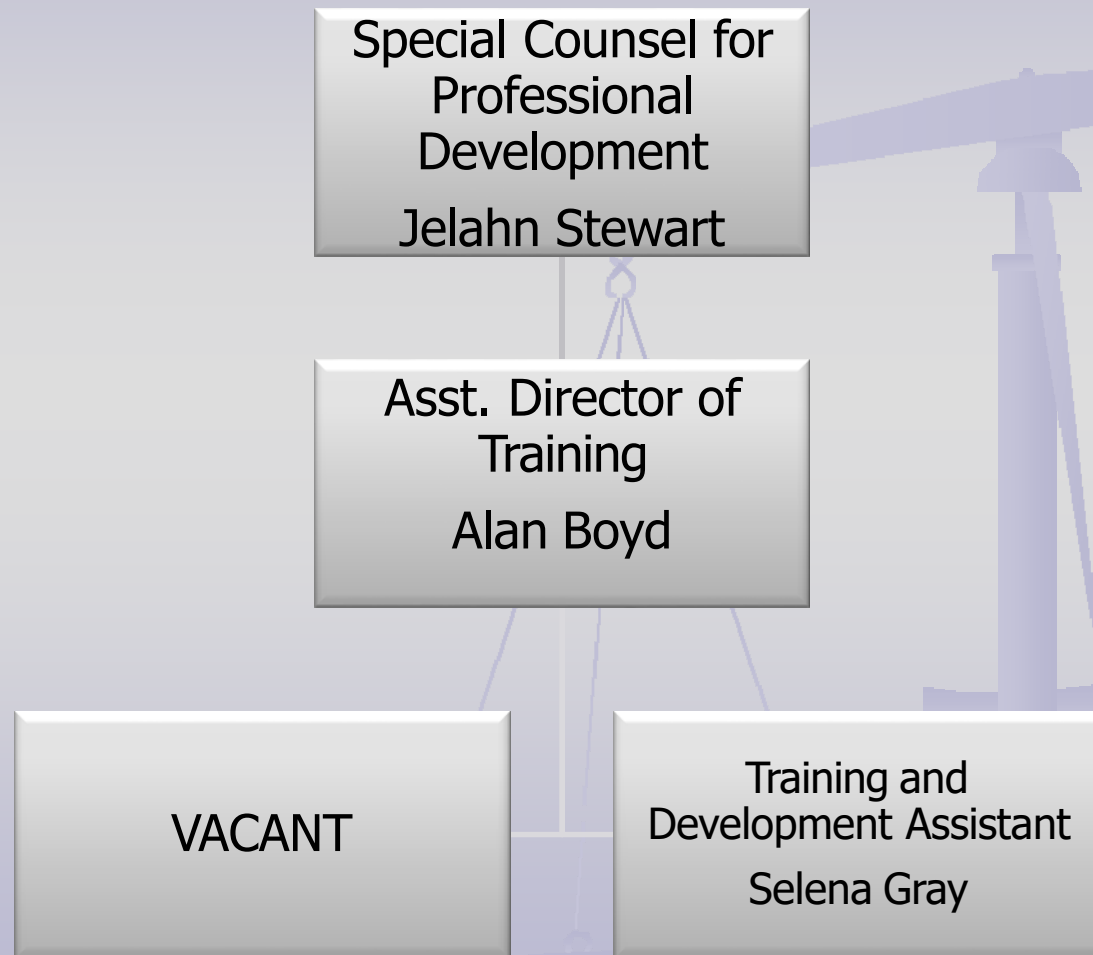 Special Counsel for
Professional
Development
Jelahn Stewart
Asst. Director of
Training
Alan Boyd
VACANT
Training and
Development Assistant
Selena Gray